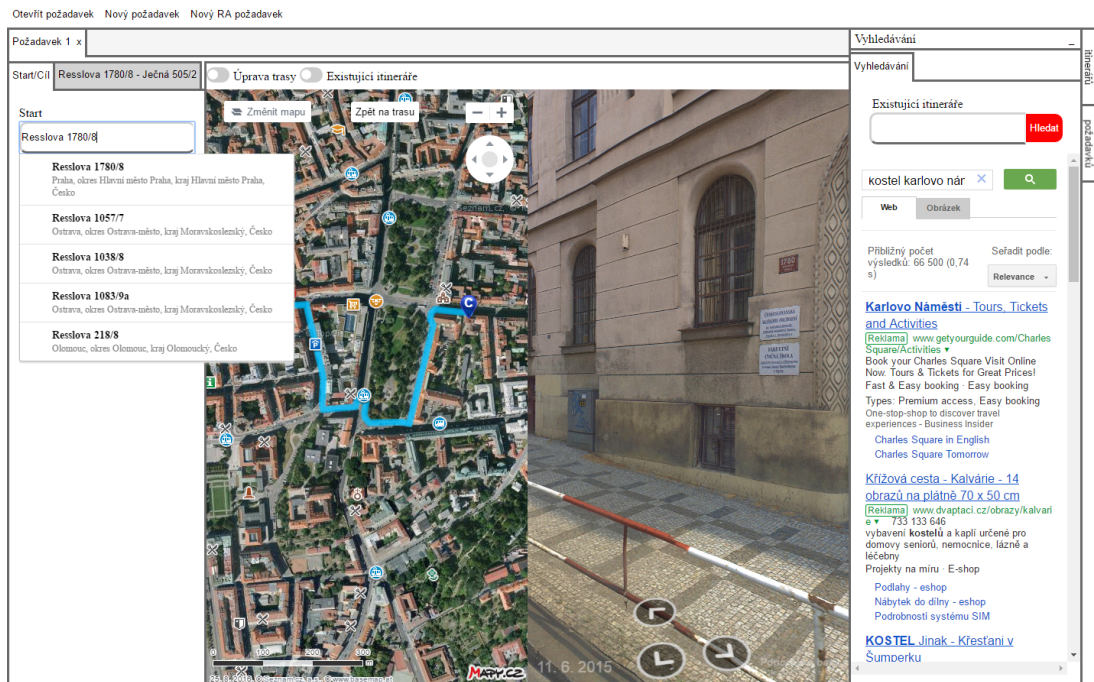 Otevřít požadavek Nový požadavek Nový RA požadavek
Požadavek 1 x
Start/Cíl Resslova 1780/8 - Ječná 505/2
Úprava trasy Existující itineráře
Start
Resslova 1780/8
Resslova 1780/8
Praha, okres Hlavní město Praha, kraj Hlavní město Praha,
Česko
Resslova 1057/7
Ostrava, okres Ostrava-město, kraj Moravskoslezský, Česko
Resslova 1038/8
Ostrava, okres Ostrava-město, kraj Moravskoslezský, Česko
Resslova 1083/9a
Ostrava, okres Ostrava-město, kraj Moravskoslezský, Česko
Resslova 218/8
Olomouc, okres Olomouc, kraj Olomoucký, Česko
Změnit mapu
Zpět na trasu
C
P
0 100 200 300
m
MAPY.CZ
1780
11. 6. 2015
Vyhledávání _
Vyhledávání
Existující itineráře
Hledat
kostel karlovo nár ×
Web Obrázek
Přibližný počet
výsledků: 66 500 (0,74
s)
Seřadit podle:
Relevance
Karlovo Náměstí - Tours, Tickets
and Activities
Reklama www.getyourguide.com/Charles
Square/Activities ▾
Book your Charles Square Visit Online
Now. Tours & Tickets for Great Prices!
Fast & Easy booking · Easy booking
Types: Premium access, Easy booking
One-stop-shop to discover travel
experiences - Business Insider
Charles Square in English
Charles Square Tomorrow
Křížová cesta - Kalvárie - 14
obrazů na plátně 70 x 50 cm
Reklama www.dvaptaci.cz/obrazy/kalvari
e ▾ 733 133 646
vybavení kostelů a kaplí určené pro
domovy seniorů, nemocnice, lázně a
léčebny
Projekty na míru · E-shop
Podlahy - eshop
Nábytek do dílny - eshop
Podrobnosti systému SIM
KOSTEL Jinak - Křesťani v
Šumperku
itinerářů
požadavků